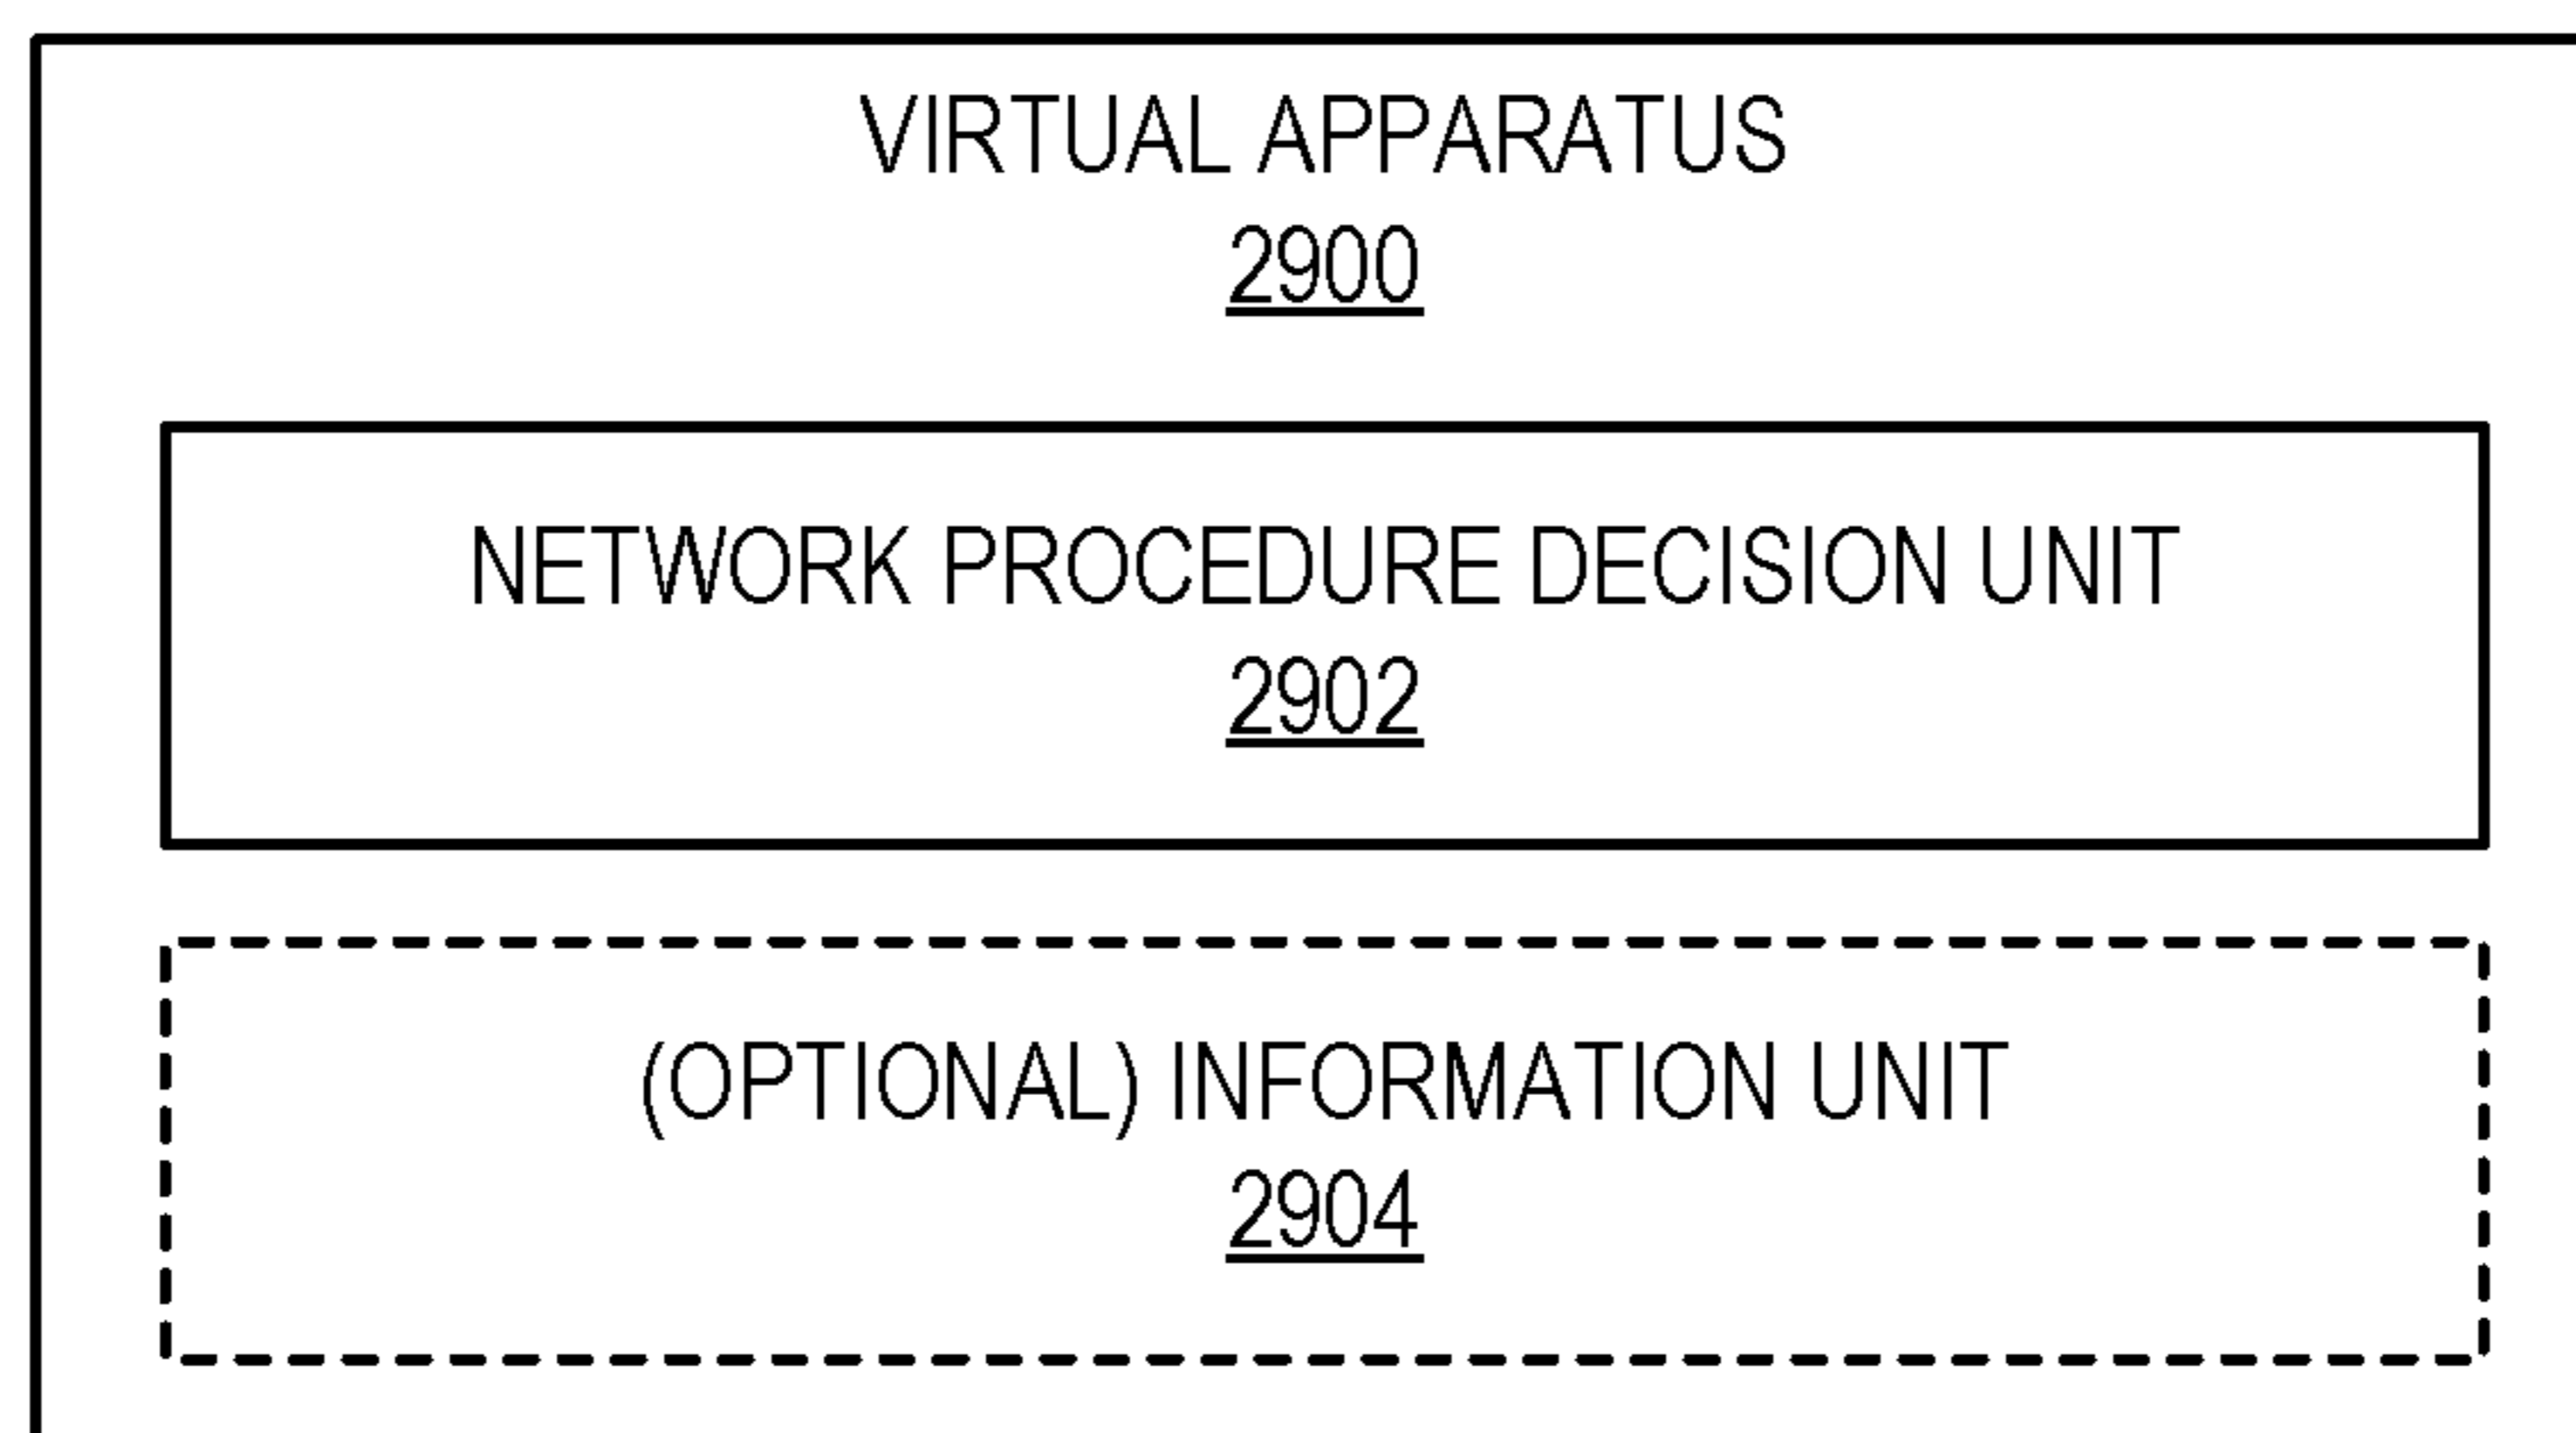 VIRTUAL APPARATUS
2900
NETWORK PROCEDURE DECISION UNIT
2902
(OPTIONAL) INFORMATION UNIT
2904